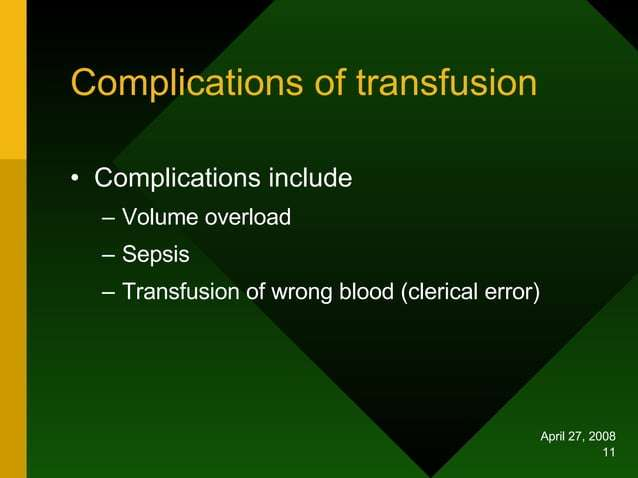 Complications of transfusion
• Complications include
– Volume overload
– Sepsis
– Transfusion of wrong blood (clerical error)
April 27, 2008
11